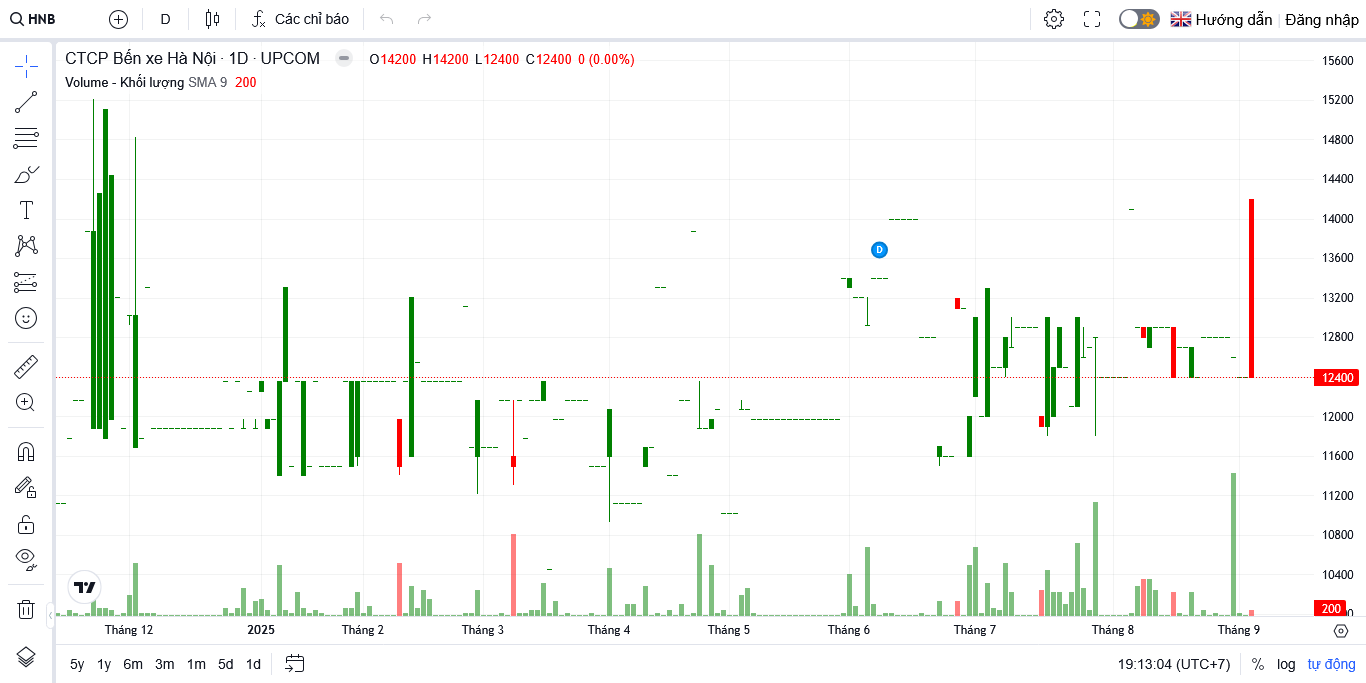 HNB D Các chỉ báo Hướng dẫn Đăng nhập
CTCP Bến xe Hà Nội · 1D · UPCOM O14200 H14200 L12400 C12400 0 (0.00%)
Volume - Khối lượng SMA 9 200
15600
15200
14800
14400
14000
13600
13200
12800
12400
12000
11600
11200
10800
10400
200
D
Tháng 12 2025 Tháng 2 Tháng 3 Tháng 4 Tháng 5 Tháng 6 Tháng 7 Tháng 8 Tháng 9
5y 1y 6m 3m 1m 5d 1d 19:13:04 (UTC+7) % log tự động